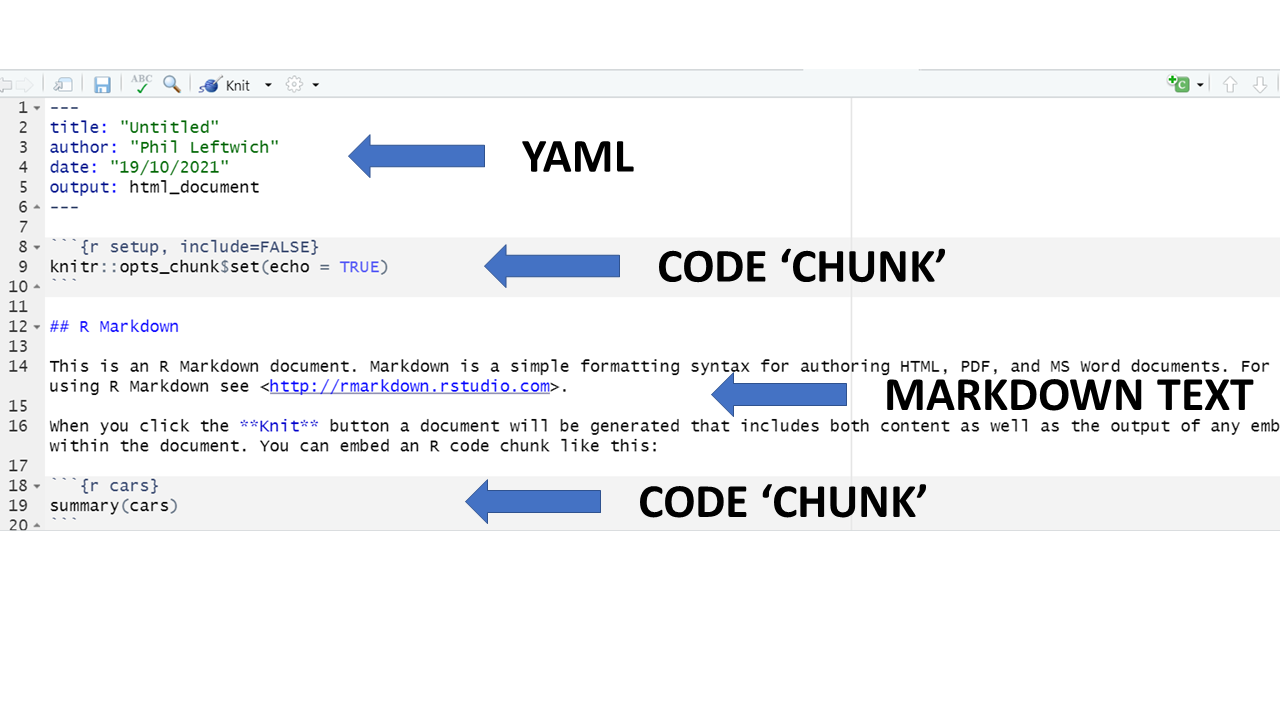 ABC Knit C
1 ---
2 title: "Untitled"
3 author: "Phil Leftwich"
4 date: "19/10/2021"
5 output: html_document
6 ---
YAML
7
8 ```{r setup, include=FALSE}
9 knitr::opts_chunk$set(echo = TRUE)
10 ```
CODE ‘CHUNK’
11
12 ## R Markdown
13
14 This is an R Markdown document. Markdown is a simple formatting syntax for authoring HTML, PDF, and MS Word documents. For
using R Markdown see <http://rmarkdown.rstudio.com>.
MARKDOWN TEXT
15
16 When you click the **Knit** button a document will be generated that includes both content as well as the output of any emb
within the document. You can embed an R code chunk like this:
17
18 ```{r cars}
19 summary(cars)
20 ```
CODE ‘CHUNK’